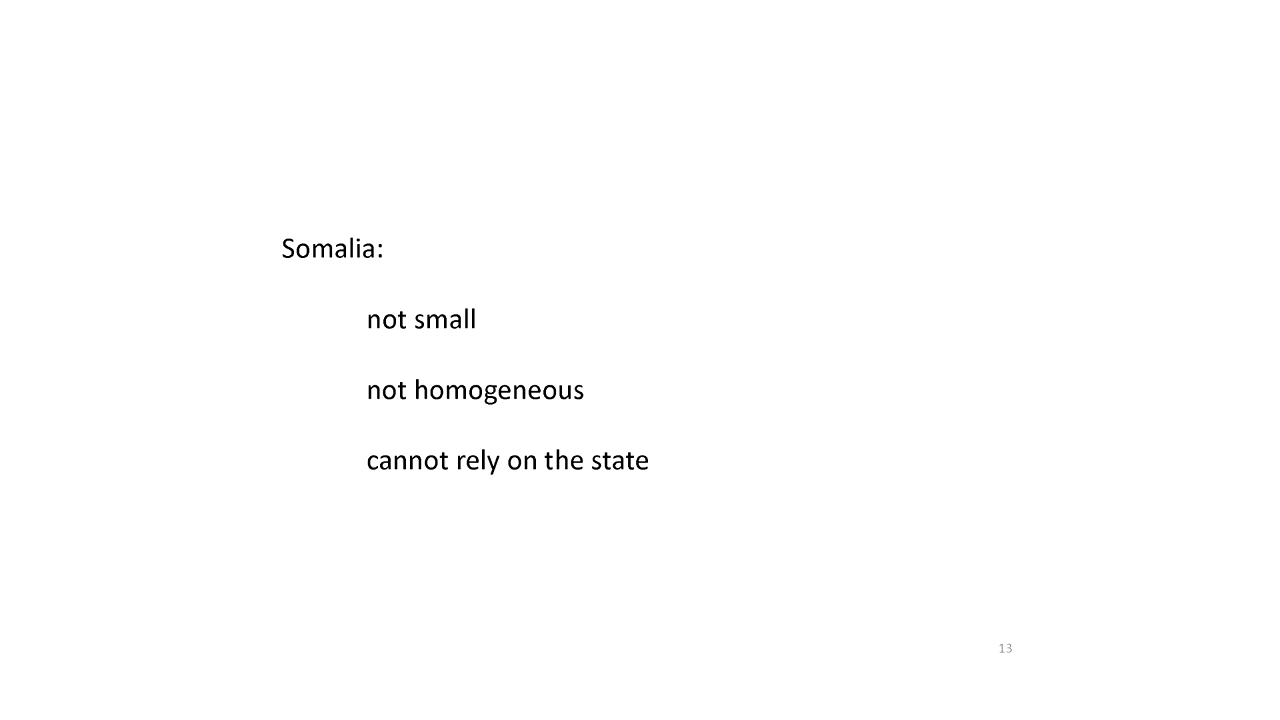 Somalia:
not small
not homogeneous
cannot rely on the state
13